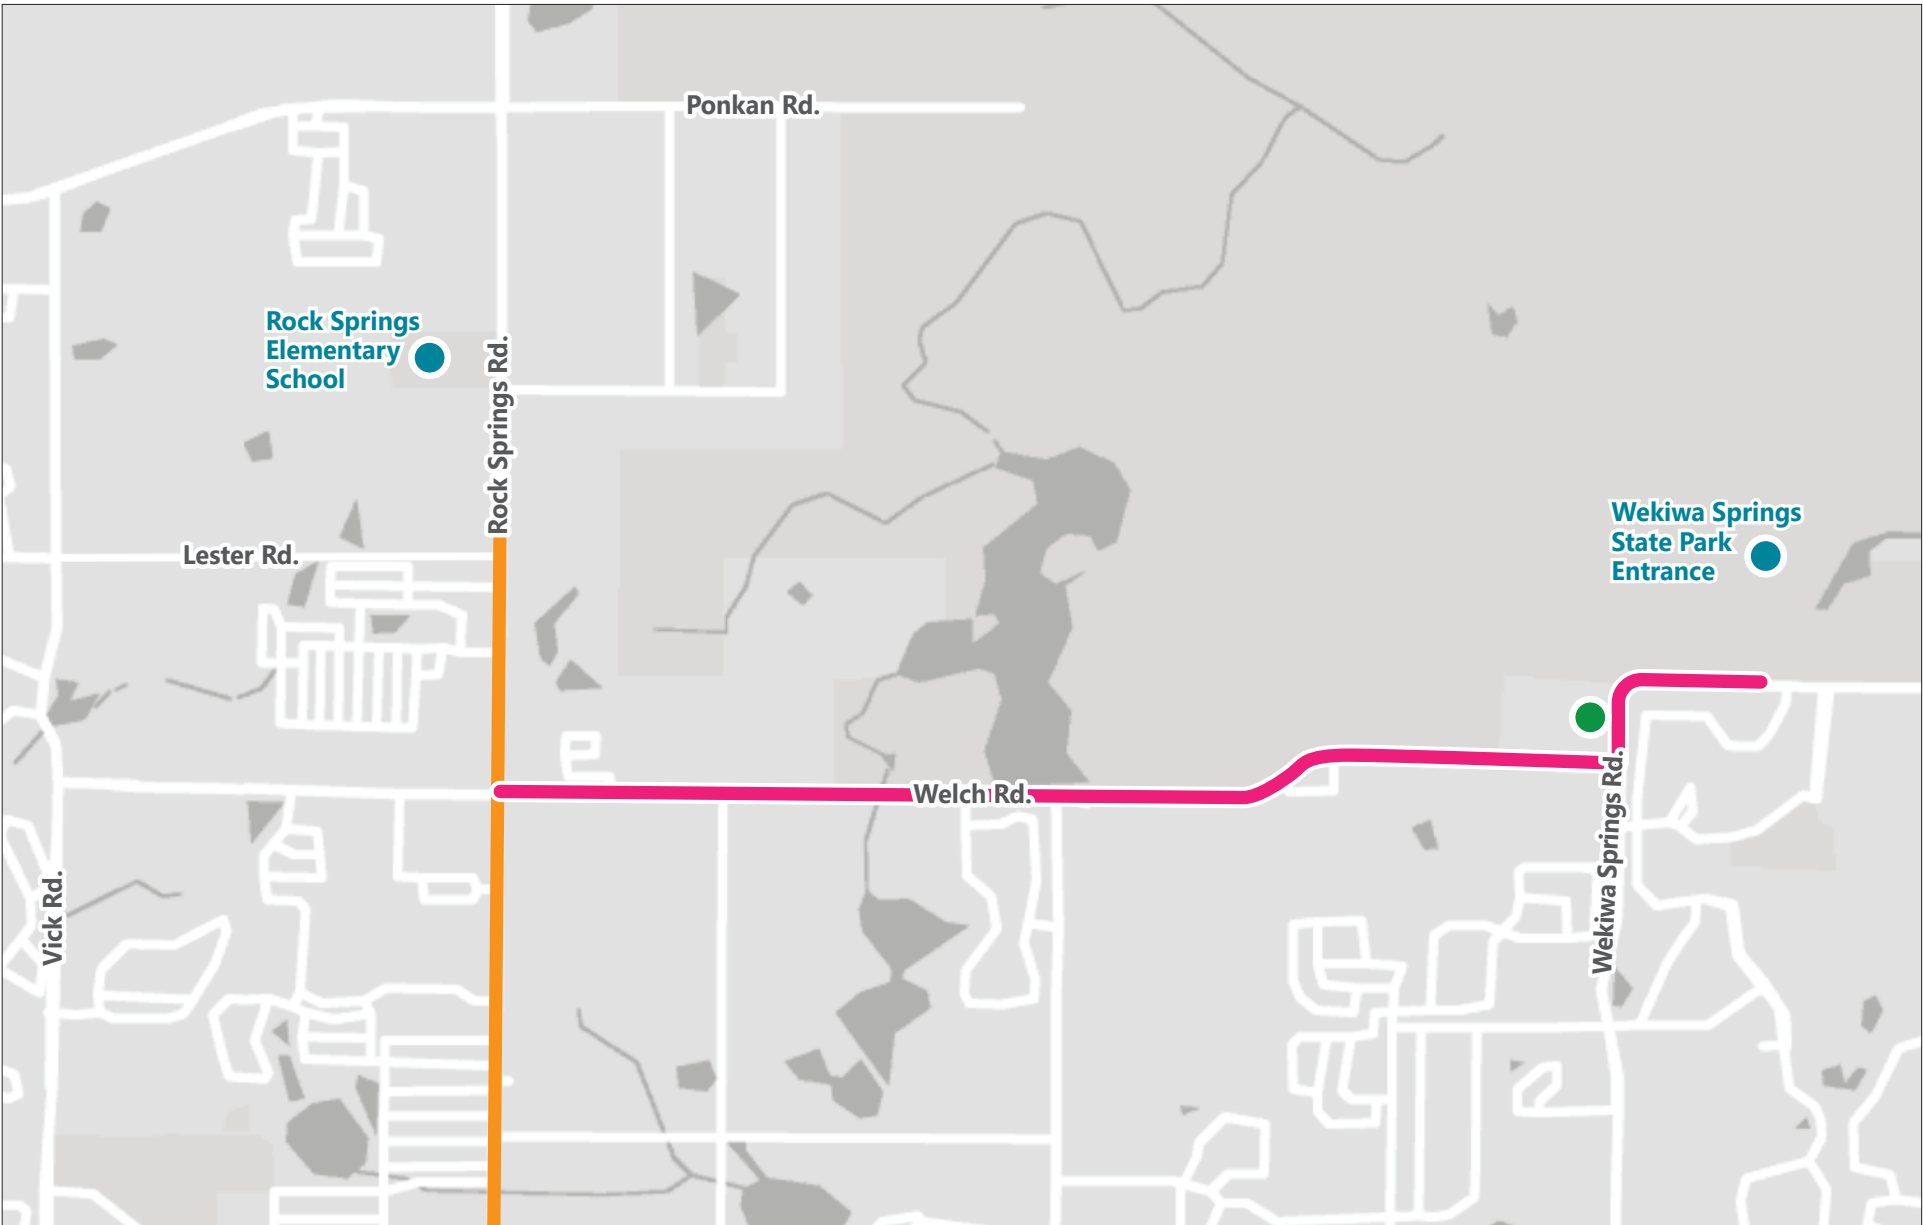 Ponkan Rd.
Rock Springs
Elementary
School
Rock Springs Rd.
Wekiwa Springs
State Park
Entrance
Lester Rd.
Welch Rd.
Wekiwa Springs Rd.
Vick Rd.